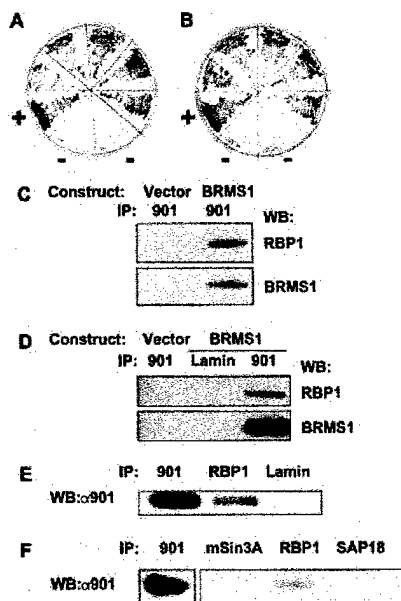 A B
+ +
- - - -
C Construct: Vector BRMS1
IP: 901 901 WB:
RBP1
BRMS1
D Construct: Vector BRMS1
IP: 901 Lamin 901 WB:
RBP1
BRMS1
E IP: 901 RBP1 Lamin
WB:α901
F IP: 901 mSin3A RBP1 SAP18
WB:α901